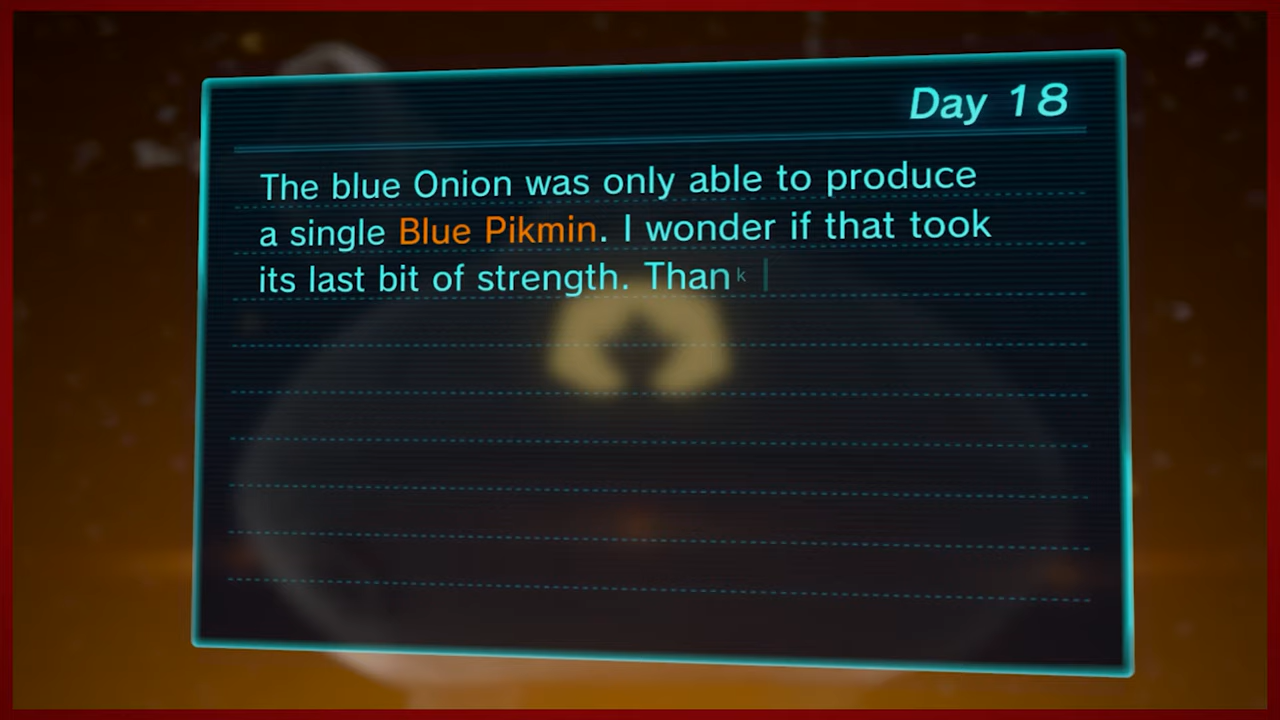 Day 18
The blue Onion was only able to produce
a single Blue Pikmin. I wonder if that took
its last bit of strength. Thank